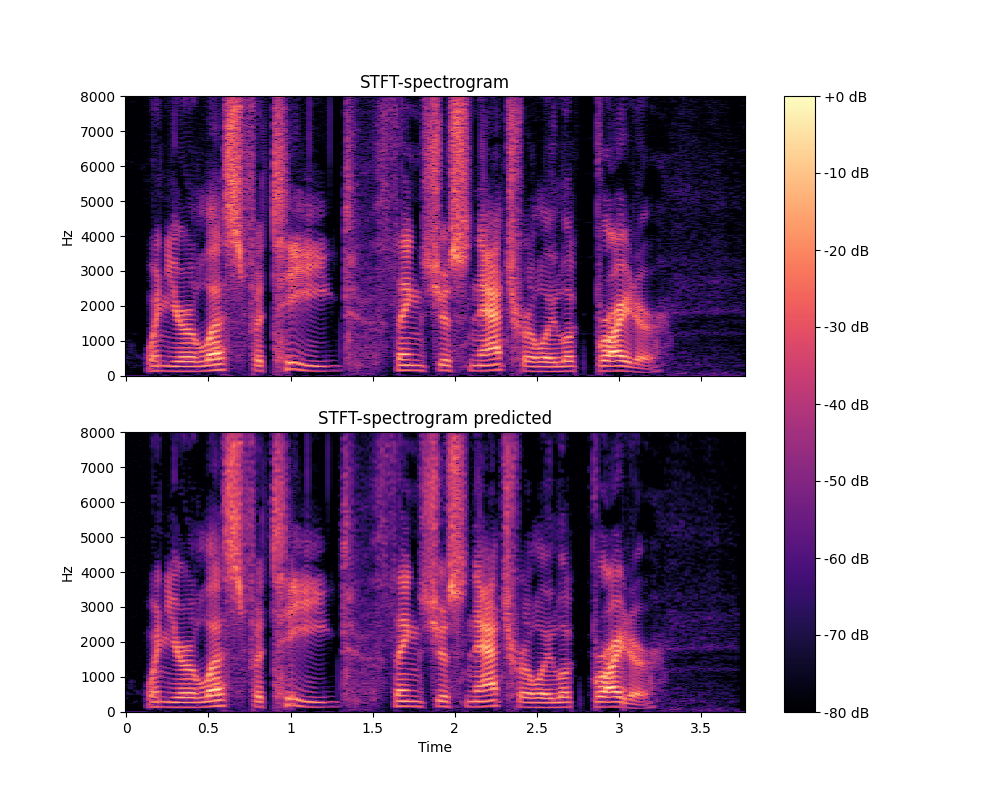 STFT-spectrogram
8000
7000
6000
5000
4000
3000
2000
1000
0
Hz
STFT-spectrogram predicted
8000
7000
6000
5000
4000
3000
2000
1000
0
Hz
0 0.5 1 1.5 2 2.5 3 3.5
Time
+0 dB
-10 dB
-20 dB
-30 dB
-40 dB
-50 dB
-60 dB
-70 dB
-80 dB